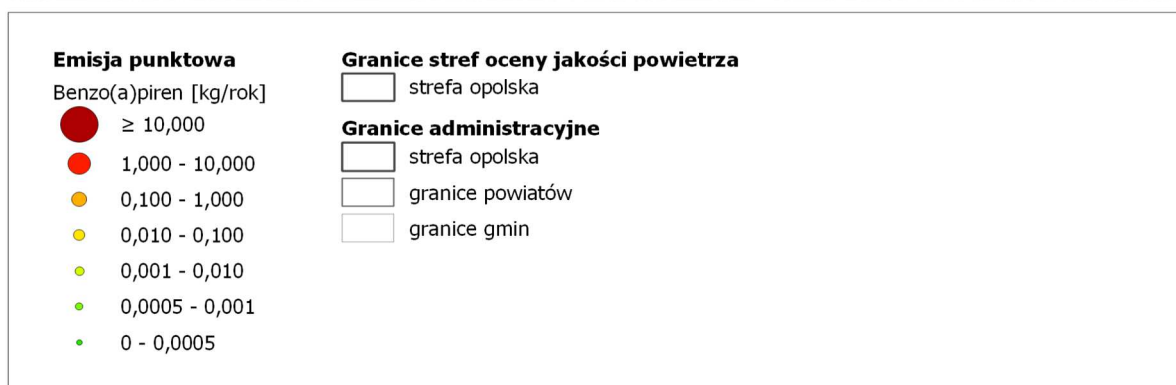 Emisja punktowa
Benzo(a)piren [kg/rok]
≥ 10,000
1,000 - 10,000
0,100 - 1,000
0,010 - 0,100
0,001 - 0,010
0,0005 - 0,001
0 - 0,0005
Granice stref oceny jakości powietrza
strefa opolska
Granice administracyjne
strefa opolska
granice powiatów
granice gmin